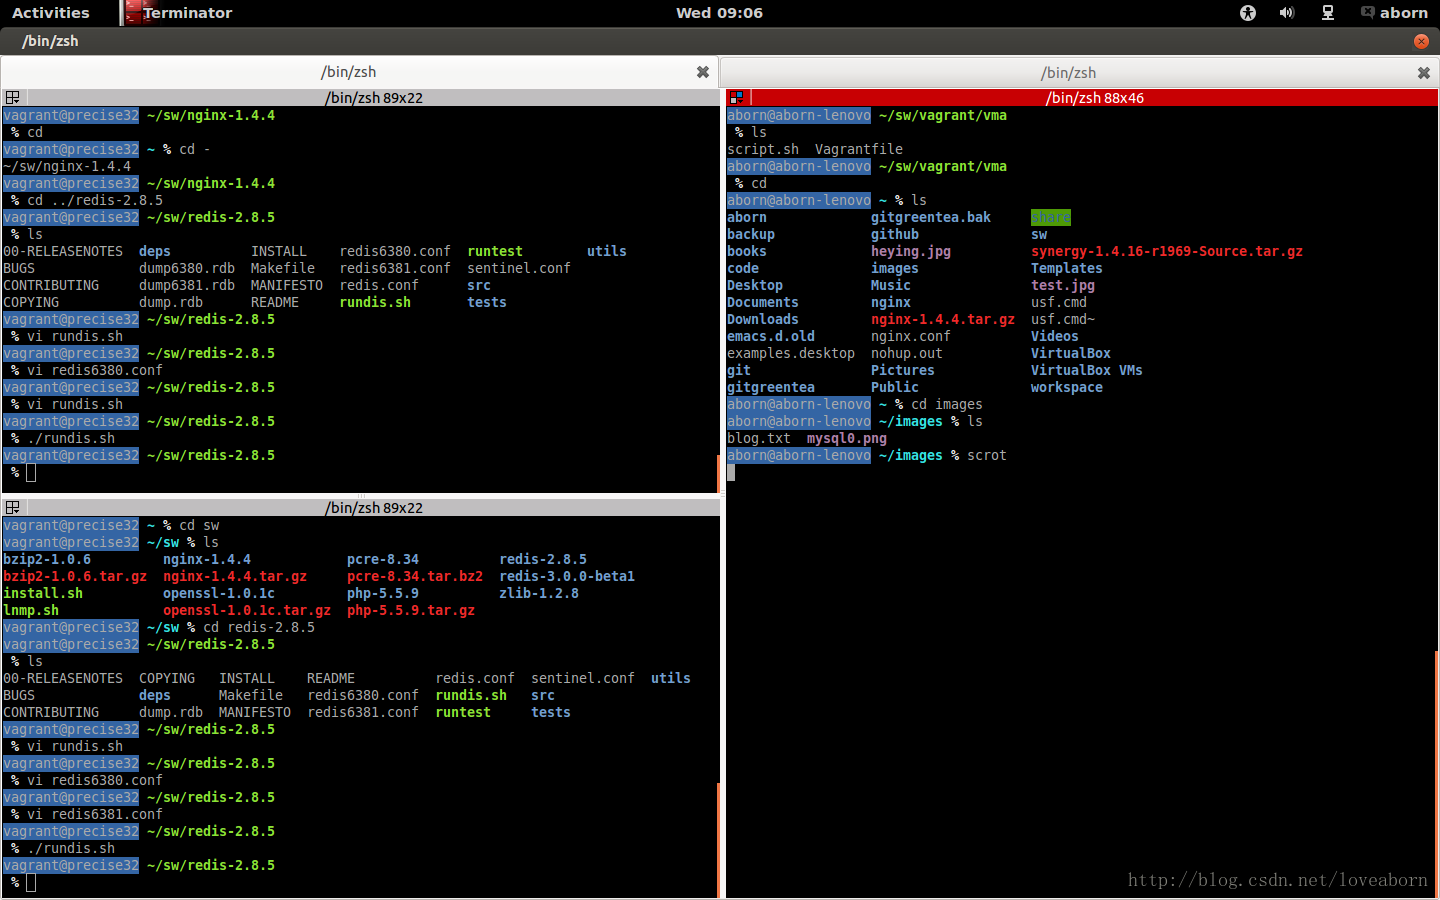 Activities Terminator Wed 09:06 aborn
/bin/zsh
/bin/zsh
/bin/zsh 89x22
vagrant@precise32 ~/sw/nginx-1.4.4
% cd
vagrant@precise32 ~ % cd -
~/sw/nginx-1.4.4
vagrant@precise32 ~/sw/nginx-1.4.4
% cd ../redis-2.8.5
vagrant@precise32 ~/sw/redis-2.8.5
% ls
00-RELEASENOTES deps INSTALL redis6380.conf runtest utils
BUGS dump6380.rdb Makefile redis6381.conf sentinel.conf
CONTRIBUTING dump6381.rdb MANIFESTO redis.conf src
COPYING dump.rdb README rundis.sh tests
vagrant@precise32 ~/sw/redis-2.8.5
% vi rundis.sh
vagrant@precise32 ~/sw/redis-2.8.5
% vi redis6380.conf
vagrant@precise32 ~/sw/redis-2.8.5
% vi rundis.sh
vagrant@precise32 ~/sw/redis-2.8.5
% ./rundis.sh
vagrant@precise32 ~/sw/redis-2.8.5
%
/bin/zsh 89x22
vagrant@precise32 ~ % cd sw
vagrant@precise32 ~/sw % ls
bzip2-1.0.6 nginx-1.4.4 pcre-8.34 redis-2.8.5
bzip2-1.0.6.tar.gz nginx-1.4.4.tar.gz pcre-8.34.tar.bz2 redis-3.0.0-beta1
install.sh openssl-1.0.1c php-5.5.9 zlib-1.2.8
lnmp.sh openssl-1.0.1c.tar.gz php-5.5.9.tar.gz
vagrant@precise32 ~/sw % cd redis-2.8.5
vagrant@precise32 ~/sw/redis-2.8.5
% ls
00-RELEASENOTES COPYING INSTALL README redis.conf sentinel.conf utils
BUGS deps Makefile redis6380.conf rundis.sh src
CONTRIBUTING dump.rdb MANIFESTO redis6381.conf runtest tests
vagrant@precise32 ~/sw/redis-2.8.5
% vi rundis.sh
vagrant@precise32 ~/sw/redis-2.8.5
% vi redis6380.conf
vagrant@precise32 ~/sw/redis-2.8.5
% vi redis6381.conf
vagrant@precise32 ~/sw/redis-2.8.5
% ./rundis.sh
vagrant@precise32 ~/sw/redis-2.8.5
%
/bin/zsh
/bin/zsh 88x46
aborn@aborn-lenovo ~/sw/vagrant/vma
% ls
script.sh Vagrantfile
aborn@aborn-lenovo ~/sw/vagrant/vma
% cd
aborn@aborn-lenovo ~ % ls
aborn gitgreentea.bak share
backup github sw
books heying.jpg synergy-1.4.16-r1969-Source.tar.gz
code images Templates
Desktop Music test.jpg
Documents nginx usf.cmd
Downloads nginx-1.4.4.tar.gz usf.cmd~
emacs.d.old nginx.conf Videos
examples.desktop nohup.out VirtualBox
git Pictures VirtualBox VMs
gitgreentea Public workspace
aborn@aborn-lenovo ~ % cd images
aborn@aborn-lenovo ~/images % ls
blog.txt mysql0.png
aborn@aborn-lenovo ~/images % scrot
http://blog.csdn.net/loveaborn